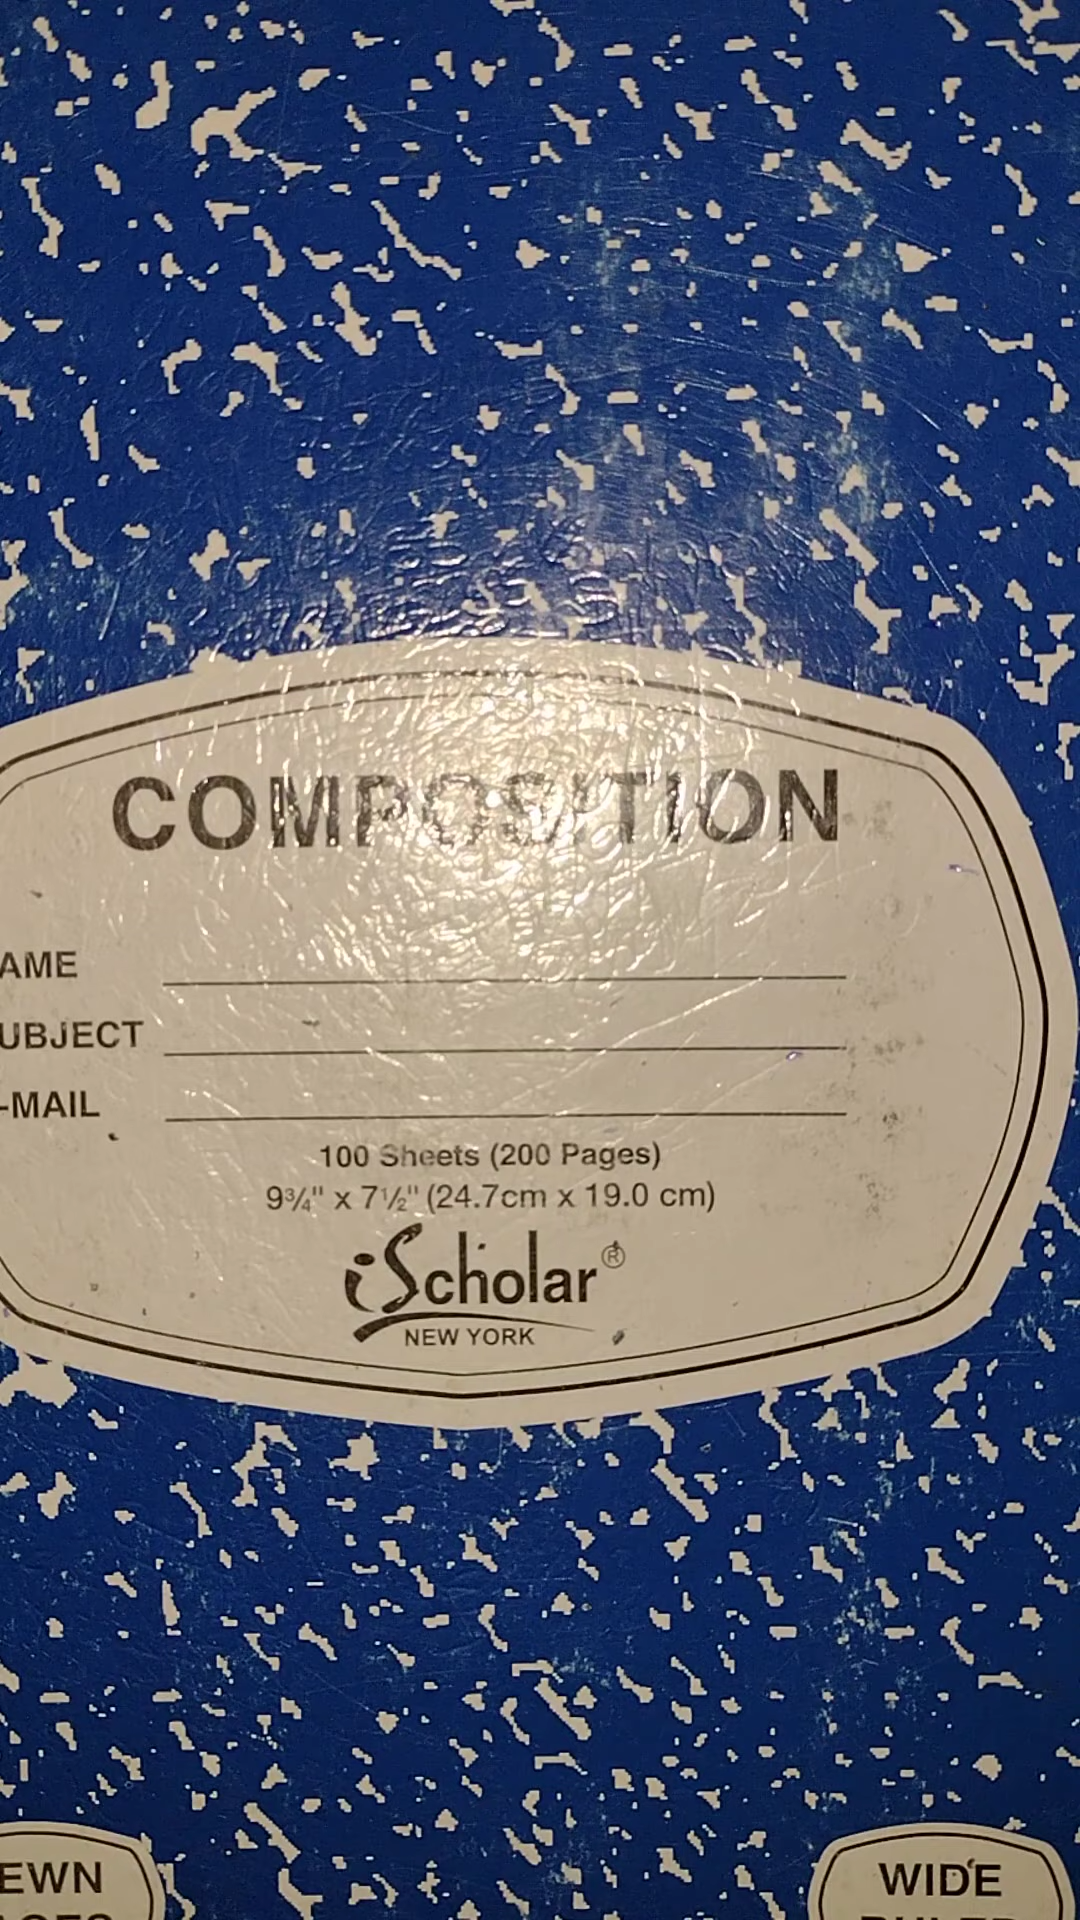 COMPOSITION
AME
UBJECT
-MAIL
100 Sheets (200 Pages)
9¾" x 7½" (24.7cm x 19.0 cm)
iScholar®
NEW YORK
EWN
WIDE